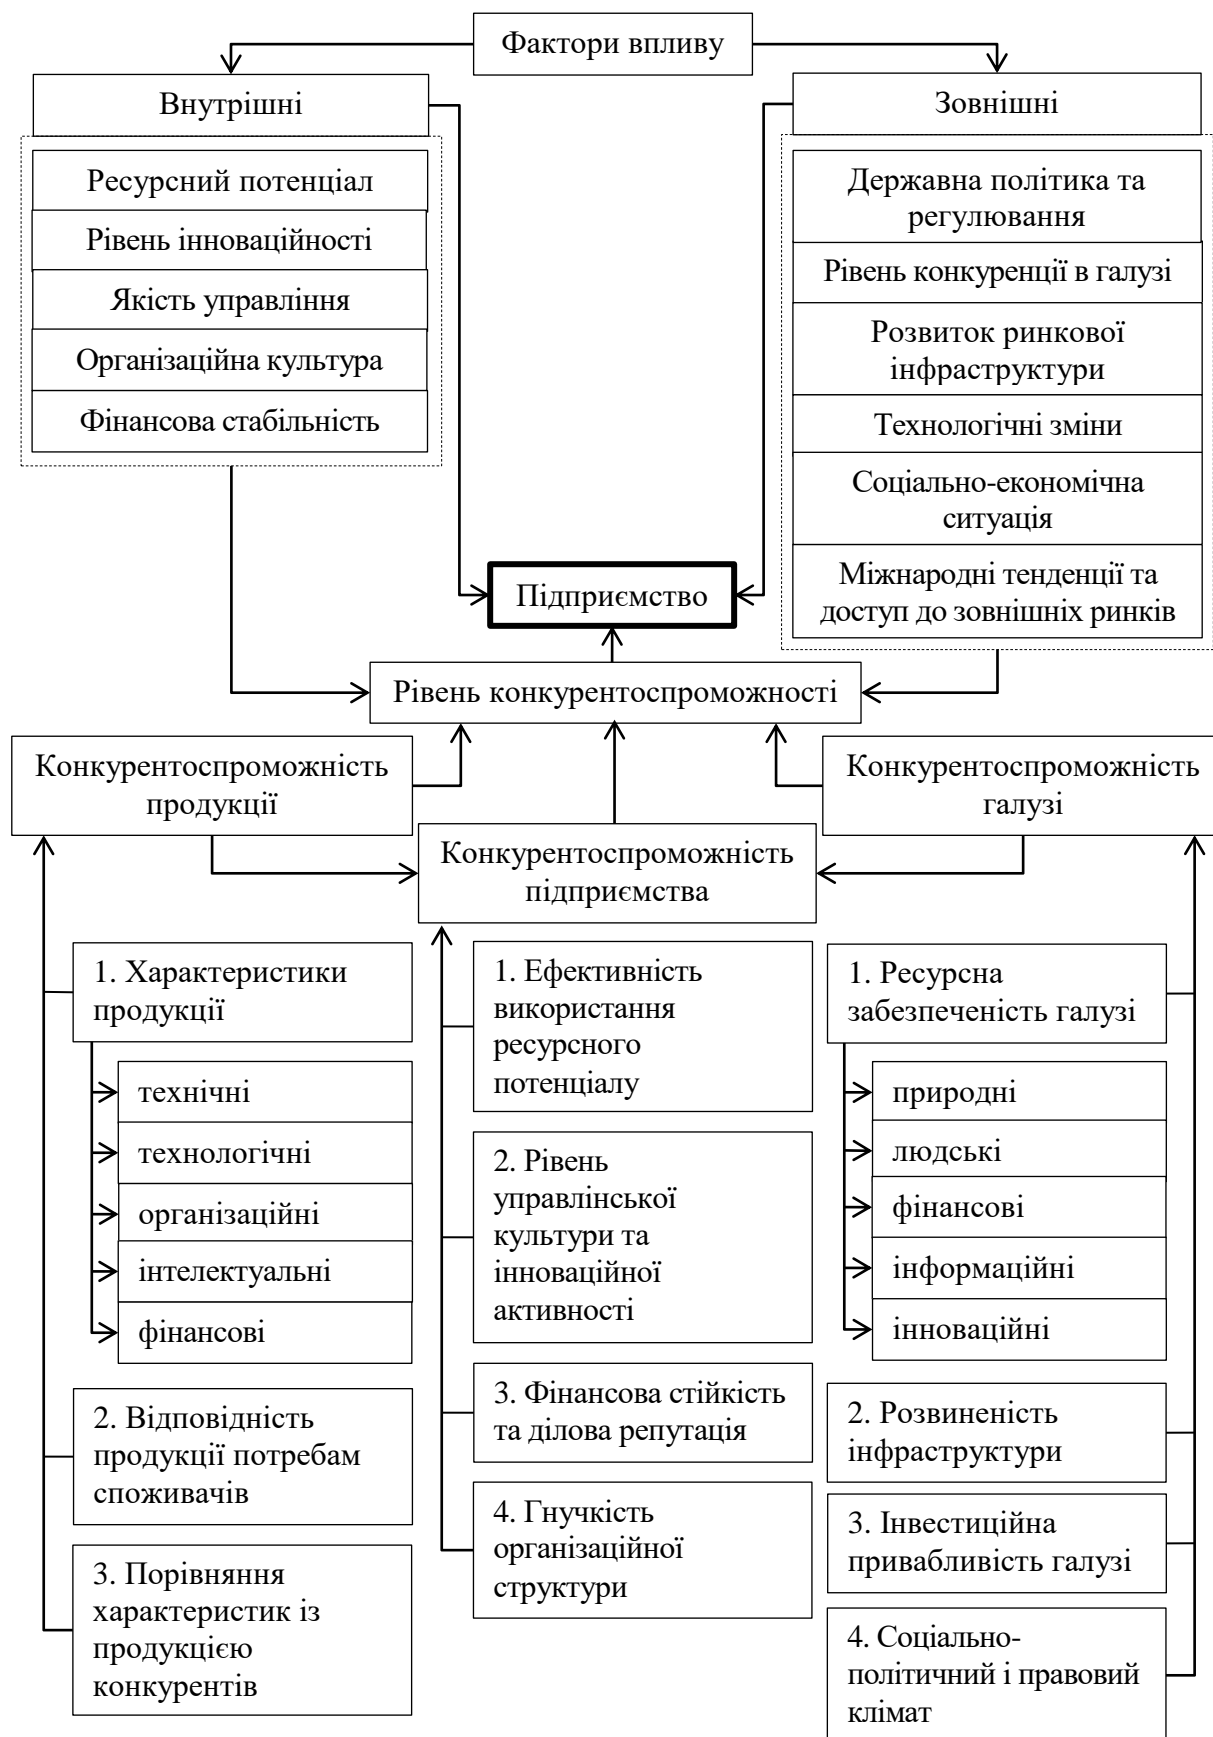 Фактори впливу
Внутрішні
Ресурсний потенціал
Рівень інноваційності
Якість управління
Організаційна культура
Фінансова стабільність
Зовнішні
Державна політика та
регулювання
Рівень конкуренції в галузі
Розвиток ринкової
інфраструктури
Технологічні зміни
Соціально-економічна
ситуація
Міжнародні тенденції та
доступ до зовнішніх ринків
Підприємство
Рівень конкурентоспроможності
Конкурентоспроможність
продукції
Конкурентоспроможність
галузі
Конкурентоспроможність
підприємства
1. Характеристики
продукції
технічні
технологічні
організаційні
інтелектуальні
фінансові
2. Відповідність
продукції потребам
споживачів
3. Порівняння
характеристик із
продукцією
конкурентів
1. Ефективність
використання
ресурсного
потенціалу
2. Рівень
управлінської
культури та
інноваційної
активності
3. Фінансова стійкість
та ділова репутація
4. Гнучкість
організаційної
структури
1. Ресурсна
забезпеченість галузі
природні
людські
фінансові
інформаційні
інноваційні
2. Розвиненість
інфраструктури
3. Інвестиційна
привабливість галузі
4. Соціально-
політичний і правовий
клімат